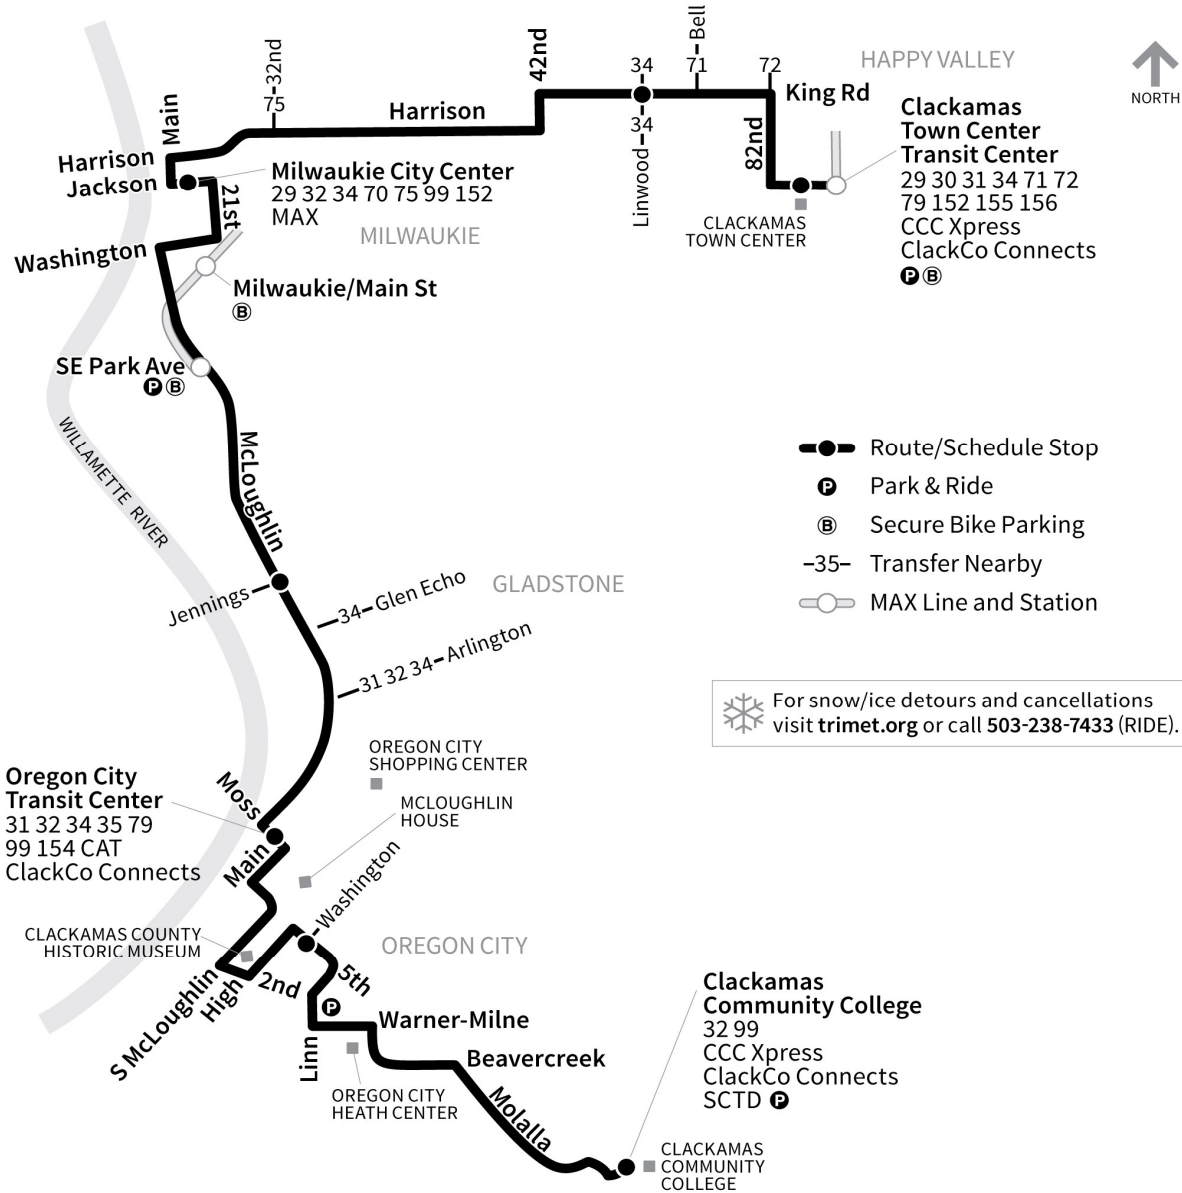 Bell
32nd
42nd
34
71
72
75
HAPPY VALLEY
NORTH
Main
Harrison
King Rd
34
Linwood
82nd
Clackamas
Town Center
Transit Center
29 30 31 34 71 72
79 152 155 156
CCC Xpress
ClackCo Connects
P B
CLACKAMAS
TOWN CENTER
Harrison
Jackson
Milwaukie City Center
29 32 34 70 75 99 152
MAX
21st
MILWAUKIE
Washington
Milwaukie/Main St
B
SE Park Ave
P B
WILLAMETTE RIVER
McLoughlin
Route/Schedule Stop
P Park & Ride
B Secure Bike Parking
–35– Transfer Nearby
MAX Line and Station
Jennings
34 Glen Echo
GLADSTONE
31 32 34 Arlington
For snow/ice detours and cancellations
visit trimet.org or call 503-238-7433 (RIDE).
OREGON CITY
SHOPPING CENTER
MCLOUGHLIN
HOUSE
Moss
Oregon City
Transit Center
31 32 34 35 79
99 154 CAT
ClackCo Connects
Main
Washington
CLACKAMAS COUNTY
HISTORIC MUSEUM
OREGON CITY
S McLoughlin
High
2nd
5th
P
Warner-Milne
Linn
Beavercreek
OREGON CITY
HEATH CENTER
Molalla
Clackamas
Community College
32 99
CCC Xpress
ClackCo Connects
SCTD P
CLACKAMAS
COMMUNITY
COLLEGE